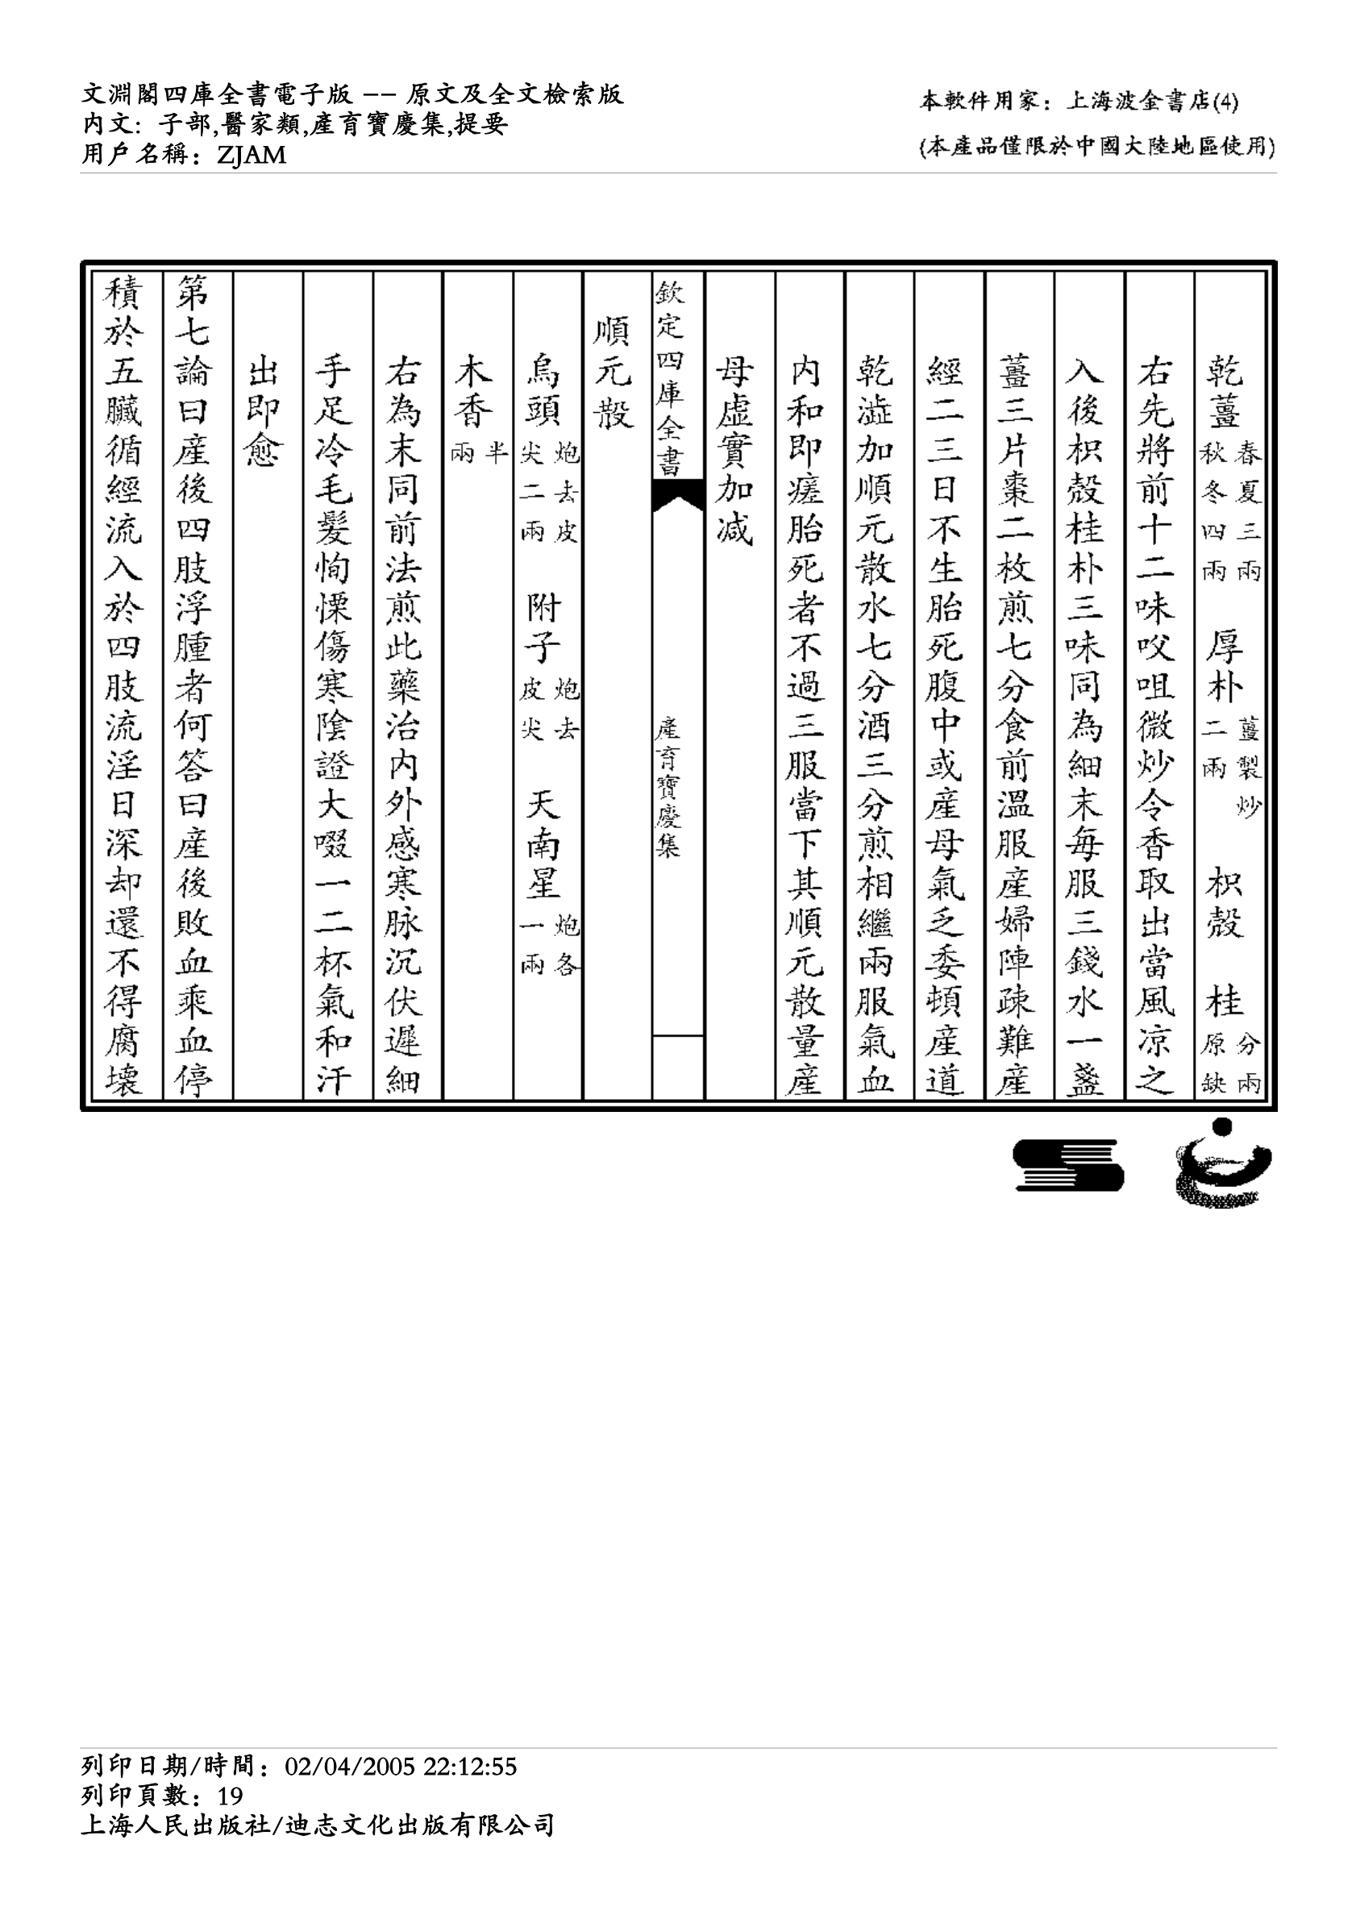 文淵閣四庫全書電子版 -- 原文及全文檢索版
内文: 子部,醫家類,產育寶慶集,提要
用戶名稱: ZJAM
本軟件用家: 上海波金書店(4)
(本產品僅限於中國大陸地區使用)
乾薑春夏三兩秋冬四兩 厚朴薑製炒二兩 枳殼 桂分兩原缺
右先將前十二味㕮咀微炒令香取出當風凉之
入後枳殼桂朴三味同為細末每服三錢水一盞
薑三片棗二枚煎七分食前溫服産婦陣疎難産
經二三日不生胎死腹中或産母氣乏委頓産道
乾澁加順元散水七分酒三分煎相繼兩服氣血
内和即瘥胎死者不過三服當下其順元散量産
母虛實加减
欽定四庫全書
產育寶慶集
順元散
烏頭炮去皮尖二兩 附子炮去皮尖 天南星炮各一兩
木香半兩
右為末同前法煎此藥治内外感寒脉沉伏遲細
手足冷毛髮恂慄傷寒陰證大啜一二杯氣和汗
出即愈
第七論曰産後四肢浮腫者何答曰産後敗血乘血停
積於五臟循經流入於四肢流淫日深却還不得腐壞
列印日期/時間: 02/04/2005 22:12:55
列印頁數: 19
上海人民出版社/迪志文化出版有限公司